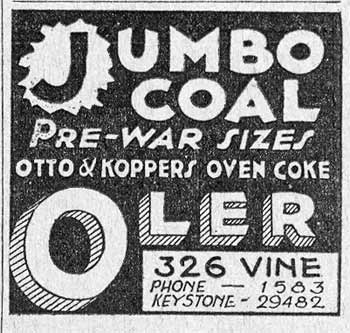 JUMBO
COAL
PRE-WAR SIZES
OTTO & KOPPERS OVEN COKE
OLER
326 VINE
PHONE — 1583
KEYSTONE - 29482